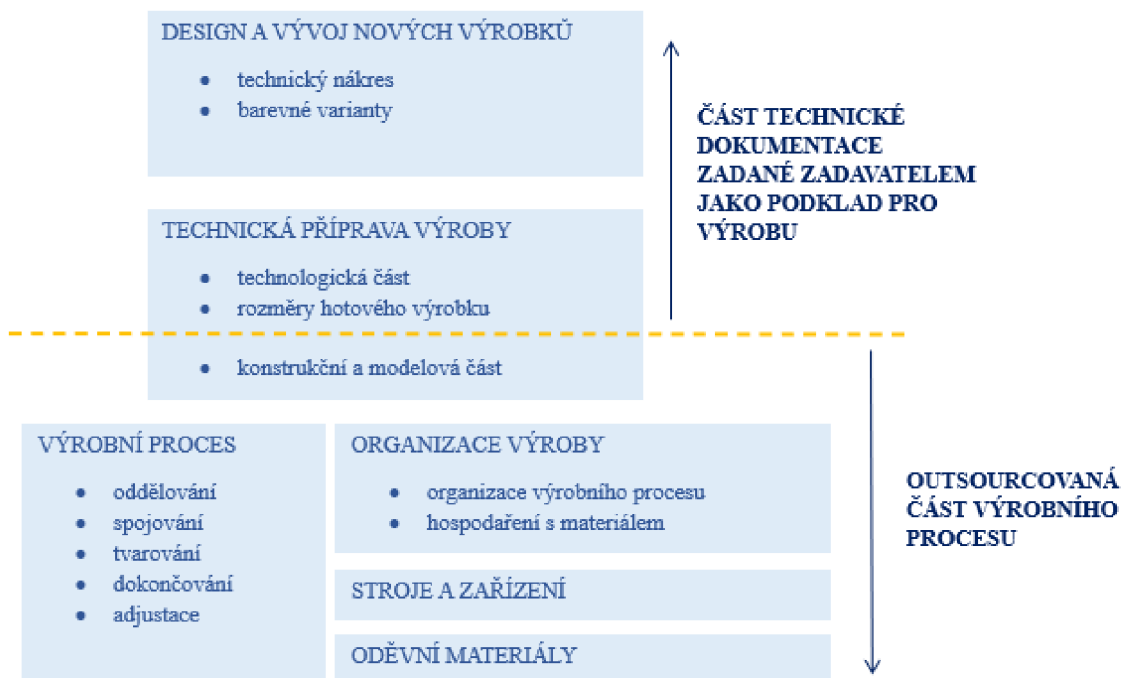 DESIGN A VÝVOJ NOVÝCH VÝROBKŮ
• technický nákres
• barevné varianty
ČÁST TECHNICKÉ
DOKUMENTACE
ZADANÉ ZADAVATELEM
JAKO PODKLAD PRO
VÝROBU
TECHNICKÁ PŘÍPRAVA VÝROBY
• technologická část
• rozměry hotového výrobku
• konstrukční a modelová část
VÝROBNÍ PROCES
• oddělování
• spojování
• tvarování
• dokončování
• adjustace
ORGANIZACE VÝROBY
• organizace výrobního procesu
• hospodaření s materiálem
STROJE A ZAŘÍZENÍ
ODĚVNÍ MATERIÁLY
OUTSOURCOVANÁ
ČÁST VÝROBNÍHO
PROCESU